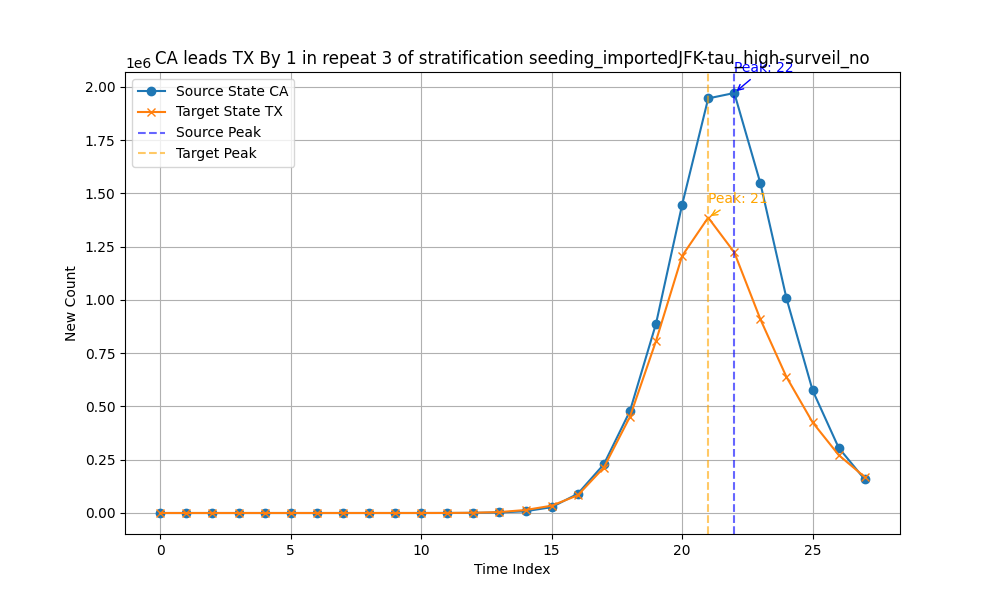 CA leads TX By 1 in repeat 3 of stratification seeding_importedJFK-tau_high-surveil_no
1e6
Peak: 22
Source State CA
Target State TX
Source Peak
Target Peak
Peak: 21
2.00
1.75
1.50
1.25
1.00
0.75
0.50
0.25
0.00
New Count
0
5
10
15
20
25
Time Index